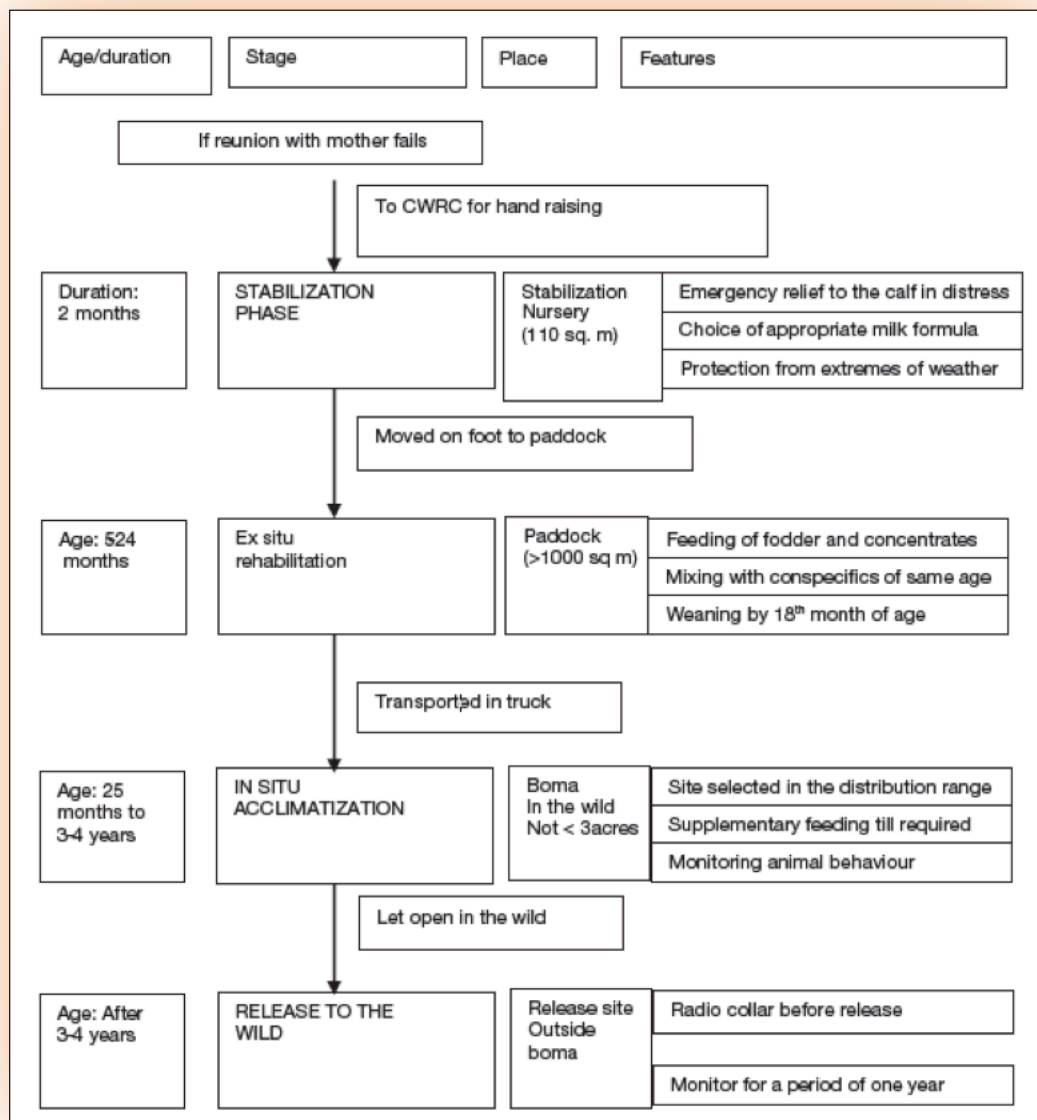 Age/duration
Stage
Place
Features
If reunion with mother fails
To CWRC for hand raising
Duration:
2 months
STABILIZATION
PHASE
Stabilization
Nursery
(110 sq. m)
Emergency relief to the calf in distress
Choice of appropriate milk formula
Protection from extremes of weather
Moved on foot to paddock
Age: 524
months
Ex situ
rehabilitation
Paddock
(>1000 sq m)
Feeding of fodder and concentrates
Mixing with conspecifics of same age
Weaning by 18th month of age
Transported in truck
Age: 25
months to
3-4 years
IN SITU
ACCLIMATIZATION
Boma
In the wild
Not < 3acres
Site selected in the distribution range
Supplementary feeding till required
Monitoring animal behaviour
Let open in the wild
Age: After
3-4 years
RELEASE TO THE
WILD
Release site
Outside
boma
Radio collar before release
Monitor for a period of one year